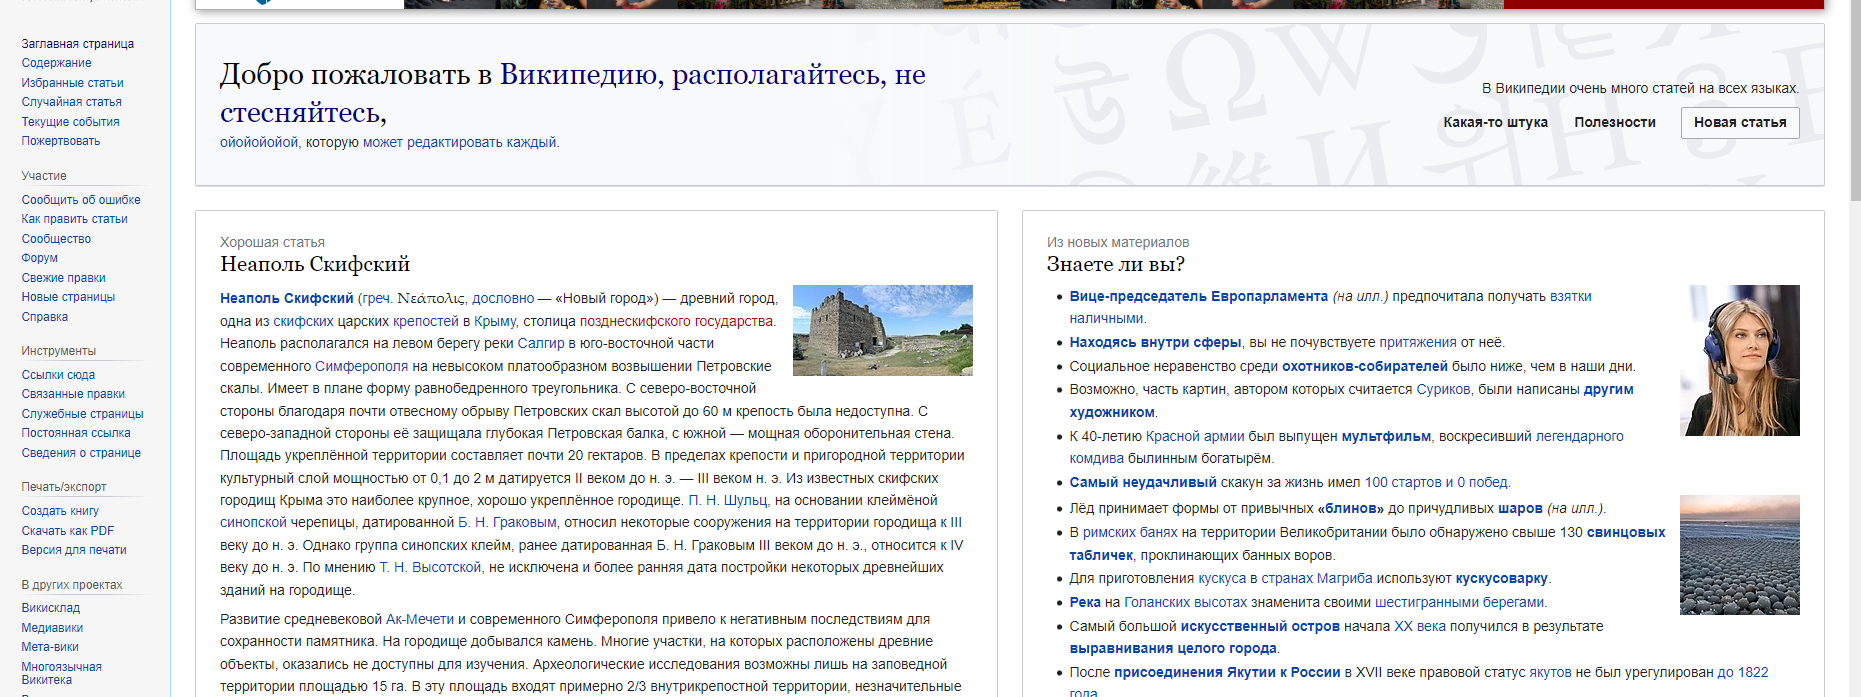 Заглавная страница
Содержание
Избранные статьи
Случайная статья
Текущие события
Пожертвовать
Участие
Сообщить об ошибке
Как править статьи
Сообщество
Форум
Свежие правки
Новые страницы
Справка
Инструменты
Ссылки сюда
Связанные правки
Служебные страницы
Постоянная ссылка
Сведения о странице
Печать/экспорт
Создать книгу
Скачать как PDF
Версия для печати
В других проектах
Викисклад
Медиавики
Мета-вики
Многоязычная
Викитека
Добро пожаловать в Википедию, располагайтесь, не
стесняйтесь,
ойойойойой, которую может редактировать каждый.
В Википедии очень много статей на всех языках.
Какая-то штука Полезности Новая статья
Хорошая статья
Неаполь Скифский
Неаполь Скифский (греч. Νεάπολις, дословно — «Новый город») — древний город,
одна из скифских царских крепостей в Крыму, столица позднескифского государства.
Неаполь располагался на левом берегу реки Салгир в юго-восточной части
современного Симферополя на невысоком платообразном возвышении Петровские
скалы. Имеет в плане форму равнобедренного треугольника. С северо-восточной
стороны благодаря почти отвесному обрыву Петровских скал высотой до 60 м крепость была недоступна. С
северо-западной стороны её защищала глубокая Петровская балка, с южной — мощная оборонительная стена.
Площадь укреплённой территории составляет почти 20 гектаров. В пределах крепости и пригородной территории
культурный слой мощностью от 0,1 до 2 м датируется II веком до н. э. — III веком н. э. Из известных скифских
городищ Крыма это наиболее крупное, хорошо укреплённое городище. П. Н. Шульц, на основании клеймёной
синопской черепицы, датированной Б. Н. Граковым, относил некоторые сооружения на территории городища к III
веку до н. э. Однако группа синопских клейм, ранее датированная Б. Н. Граковым III веком до н. э., относится к IV
веку до н. э. По мнению Т. Н. Высотской, не исключена и более ранняя дата постройки некоторых древнейших
зданий на городище.
Развитие средневековой Ак-Мечети и современного Симферополя привело к негативным последствиям для
сохранности памятника. На городище добывался камень. Многие участки, на которых расположены древние
объекты, оказались не доступны для изучения. Археологические исследования возможны лишь на заповедной
территории площадью 15 га. В эту площадь входят примерно 2/3 внутрикрепостной территории, незначительные
Из новых материалов
Знаете ли вы?
Вице-председатель Европарламента (на илл.) предпочитала получать взятки
наличными.
Находясь внутри сферы, вы не почувствуете притяжения от неё.
Социальное неравенство среди охотников-собирателей было ниже, чем в наши дни.
Возможно, часть картин, автором которых считается Суриков, были написаны другим
художником.
К 40-летию Красной армии был выпущен мультфильм, воскресивший легендарного
комдива былинным богатырём.
Самый неудачливый скакун за жизнь имел 100 стартов и 0 побед.
Лёд принимает формы от привычных «блинов» до причудливых шаров (на илл.).
В римских банях на территории Великобритании было обнаружено свыше 130 свинцовых
табличек, проклинающих банных воров.
Для приготовления кускуса в странах Магриба используют кускусоварку.
Река на Голанских высотах знаменита своими шестигранными берегами.
Самый большой искусственный остров начала XX века получился в результате
выравнивания целого города.
После присоединения Якутии к России в XVII веке правовой статус якутов не был урегулирован до 1822
года.